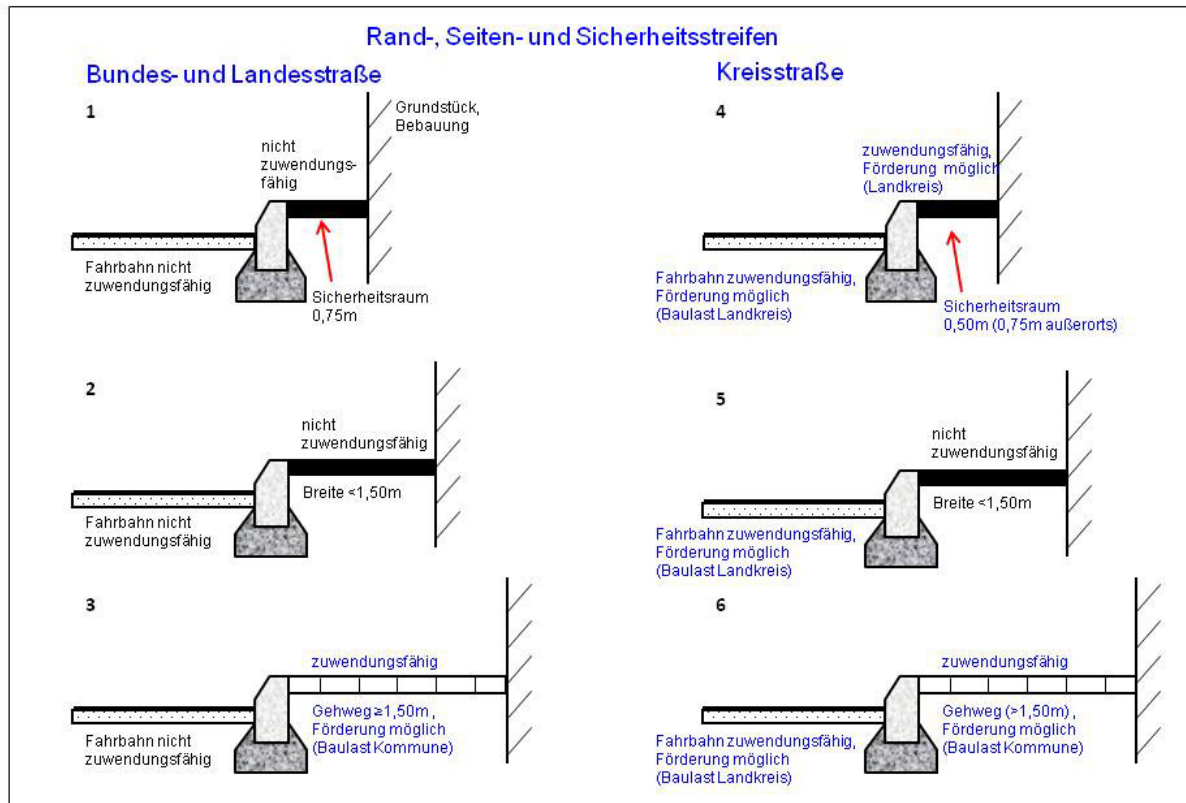 Rand-, Seiten- und Sicherheitsstreifen
Bundes- und Landesstraße
1
Grundstück,
Bebauung
nicht
zuwendungs-
fähig
Fahrbahn nicht
zuwendungsfähig
Sicherheitsraum
0,75m
2
nicht
zuwendungsfähig
Breite <1,50m
Fahrbahn nicht
zuwendungsfähig
3
zuwendungsfähig
Gehweg ≥1,50m ,
Förderung möglich
(Baulast Kommune)
Fahrbahn nicht
zuwendungsfähig
Kreisstraße
4
zuwendungsfähig,
Förderung möglich
(Landkreis)
Fahrbahn zuwendungsfähig,
Förderung möglich
(Baulast Landkreis)
Sicherheitsraum
0,50m (0,75m außerorts)
5
nicht
zuwendungsfähig
Breite <1,50m
Fahrbahn zuwendungsfähig,
Förderung möglich
(Baulast Landkreis)
6
zuwendungsfähig
Gehweg (>1,50m) ,
Förderung möglich
(Baulast Kommune)
Fahrbahn zuwendungsfähig,
Förderung möglich
(Baulast Landkreis)